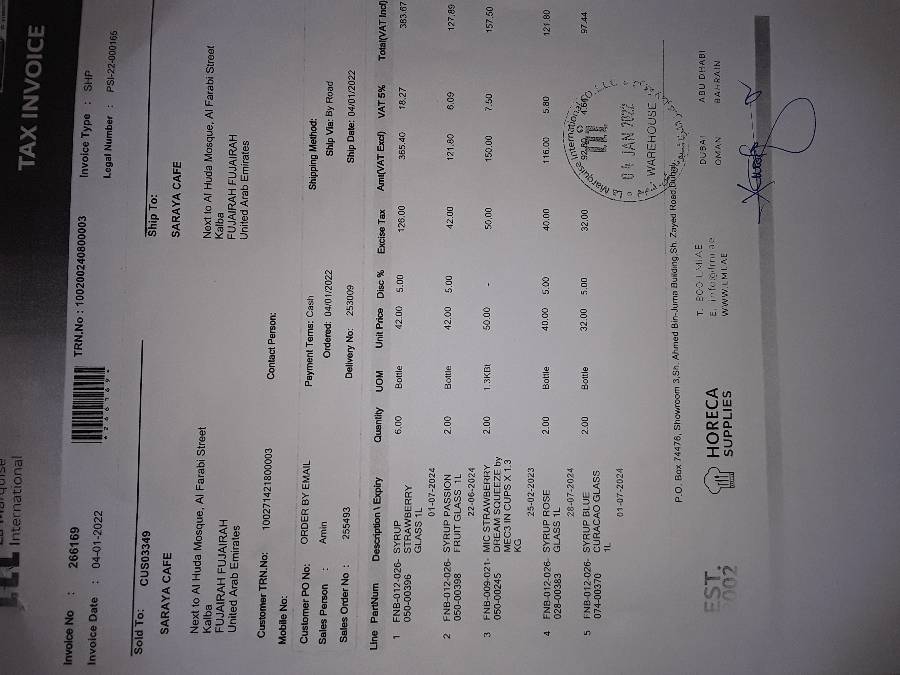 TAX INVOICE
International
Invoice No : 266169
TRN.No : 100200240800003
Invoice Type : SHP
Invoice Date : 04-01-2022
Legal Number : PSI-22-000166
Sold To: CUS03349
Ship To:
SARAYA CAFE
SARAYA CAFE
Next to Al Huda Mosque, Al Farabi Street
Kalba
FUJAIRAH FUJAIRAH
United Arab Emirates
Next to Al Huda Mosque, Al Farabi Street
Kalba
FUJAIRAH FUJAIRAH
United Arab Emirates
Customer TRN.No: 100271421800003
Mobile No:
Contact Person:
Customer PO No: ORDER BY EMAIL
Payment Terms: Cash
Shipping Method:
Sales Person : Amin
Ordered: 04/01/2022
Ship Via: By Road
Sales Order No : 255493
Delivery No: 253009
Ship Date: 04/01/2022
Line PartNum Description \ Expiry Quantity UOM Unit Price Disc % Excise Tax Amt(VAT Excl) VAT 5% Total(VAT Incl)
1 FNB-012-026- SYRUP 6.00 Bottle 42.00 5.00 126.00 365.40 18.27 383.67
050-00396 STRAWBERRY
GLASS 1L
01-07-2024
2 FNB-012-026- SYRUP PASSION 2.00 Bottle 42.00 5.00 42.00 121.80 6.09 127.89
050-00398 FRUIT GLASS 1L
22-06-2024
3 FNB-009-021- MIC STRAWBERRY 2.00 1.3KBt 50.00 - 50.00 150.00 7.50 157.50
050-00245 DREAM SQUEEZE by
MEC3 IN CUPS X 1.3
KG
25-02-2023
4 FNB-012-026- SYRUP ROSE 2.00 Bottle 40.00 5.00 40.00 116.00 5.80 121.80
028-00383 GLASS 1L
28-07-2024
5 FNB-012-026- SYRUP BLUE 2.00 Bottle 32.00 5.00 32.00 92.80 4.64 97.44
074-00370 CURACAO GLASS
1L
01-07-2024
La Marquise International
04 JAN 2022
WAREHOUSE
P.O. Box 74476, Showroom 3,Sh. Ahmed Bin-Juma Building,Sh. Zayed Road,Dubai,
EST.
2002
HORECA
SUPPLIES
T. 800 LMI.AE
E. info@lmi.ae
WWW.LMI.AE
DUBAI
OMAN
ABU DHABI
BAHRAIN